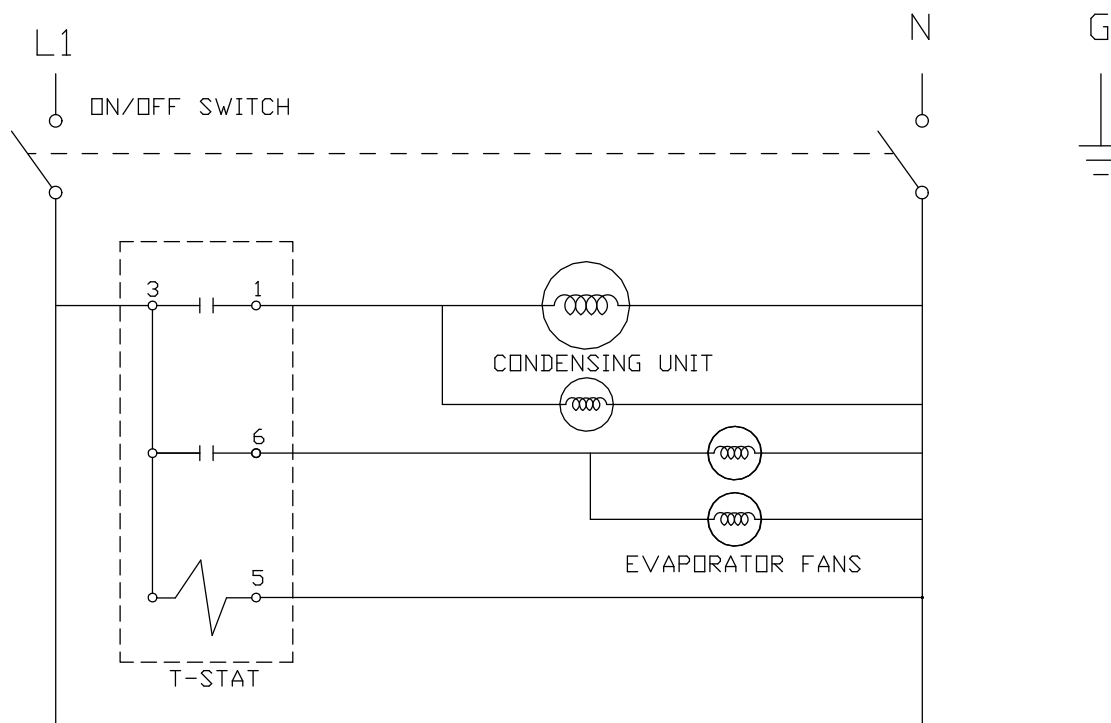 L1
N
G
ON/OFF SWITCH
3
1
CONDENSING UNIT
6
EVAPORATOR FANS
5
T-STAT